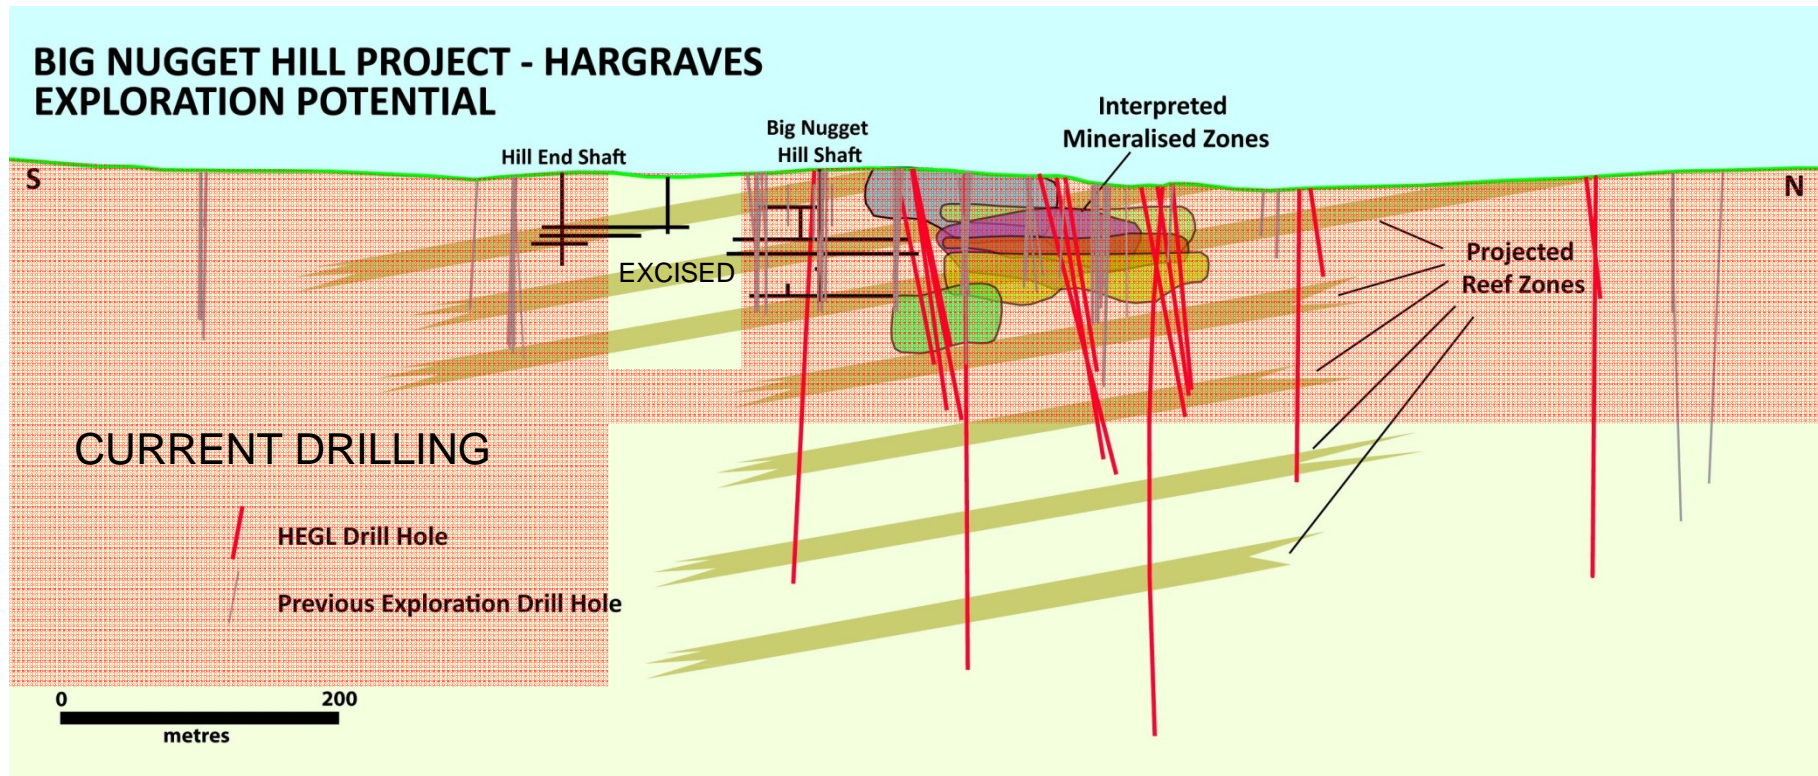 BIG NUGGET HILL PROJECT - HARGRAVES
EXPLORATION POTENTIAL
Hill End Shaft
Big Nugget
Hill Shaft
Interpreted
Mineralised Zones
S
N
EXCISED
Projected
Reef Zones
CURRENT DRILLING
HEGL Drill Hole
Previous Exploration Drill Hole
0 200
metres